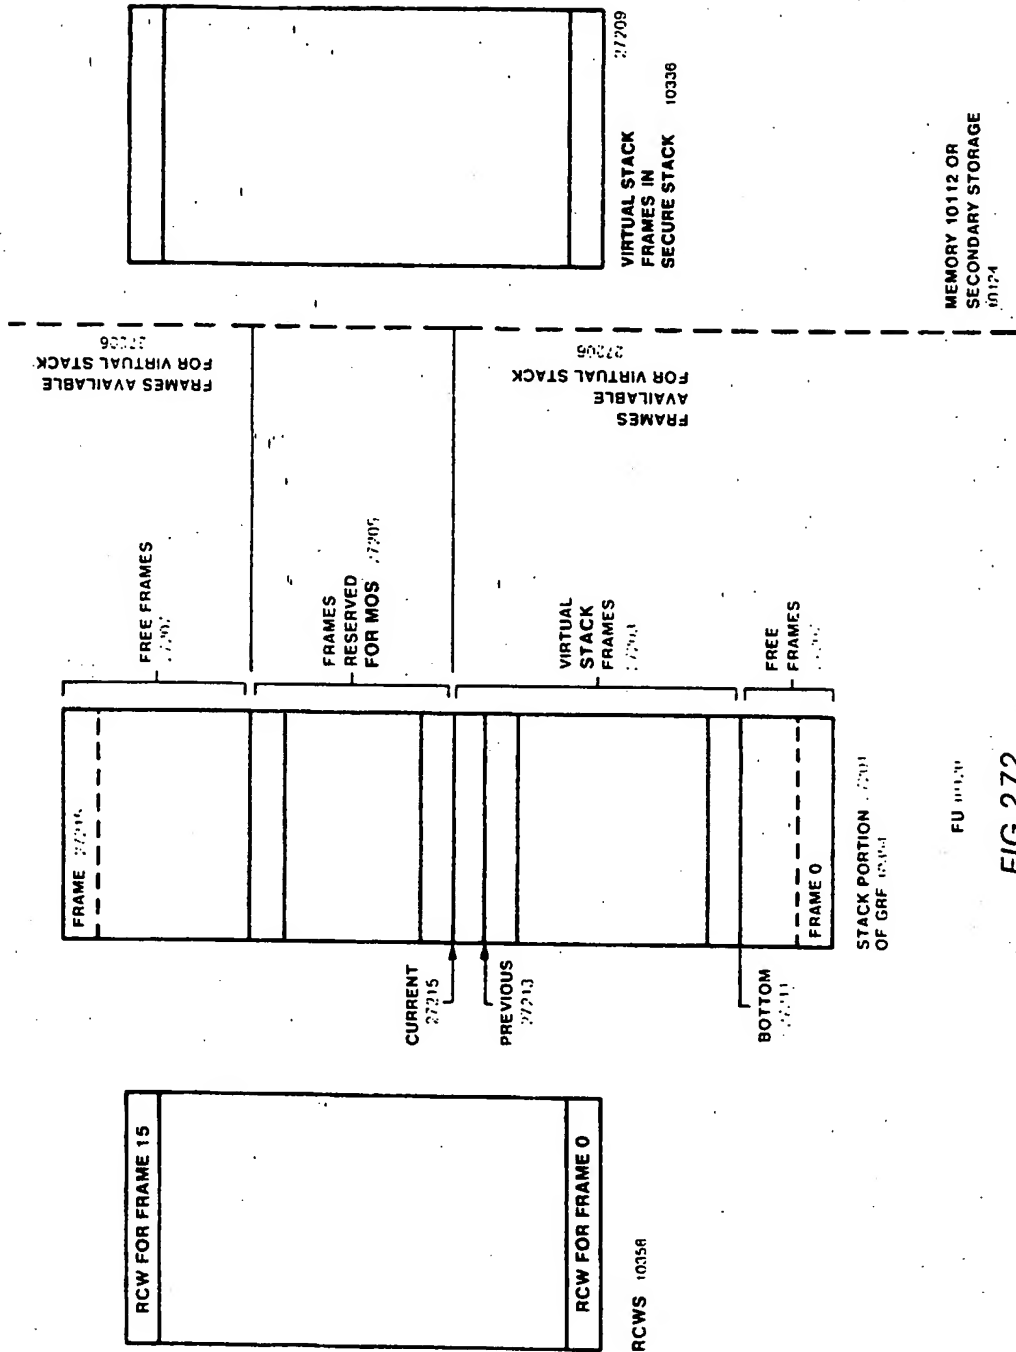 RCW FOR FRAME 15
RCW FOR FRAME 0
RCWS 10358
CURRENT
27215
PREVIOUS
27213
BOTTOM
FRAME
FRAME 0
STACK PORTION
OF GRF
FREE FRAMES
FRAMES
RESERVED
FOR MOS 27205
VIRTUAL
STACK
FRAMES
FREE
FRAMES
FRAMES AVAILABLE
FOR VIRTUAL STACK
27206
FRAMES
AVAILABLE
FOR VIRTUAL STACK
27206
VIRTUAL STACK
FRAMES IN
SECURE STACK 10336
27209
FU
MEMORY 10112 OR
SECONDARY STORAGE
10124
FIG 272